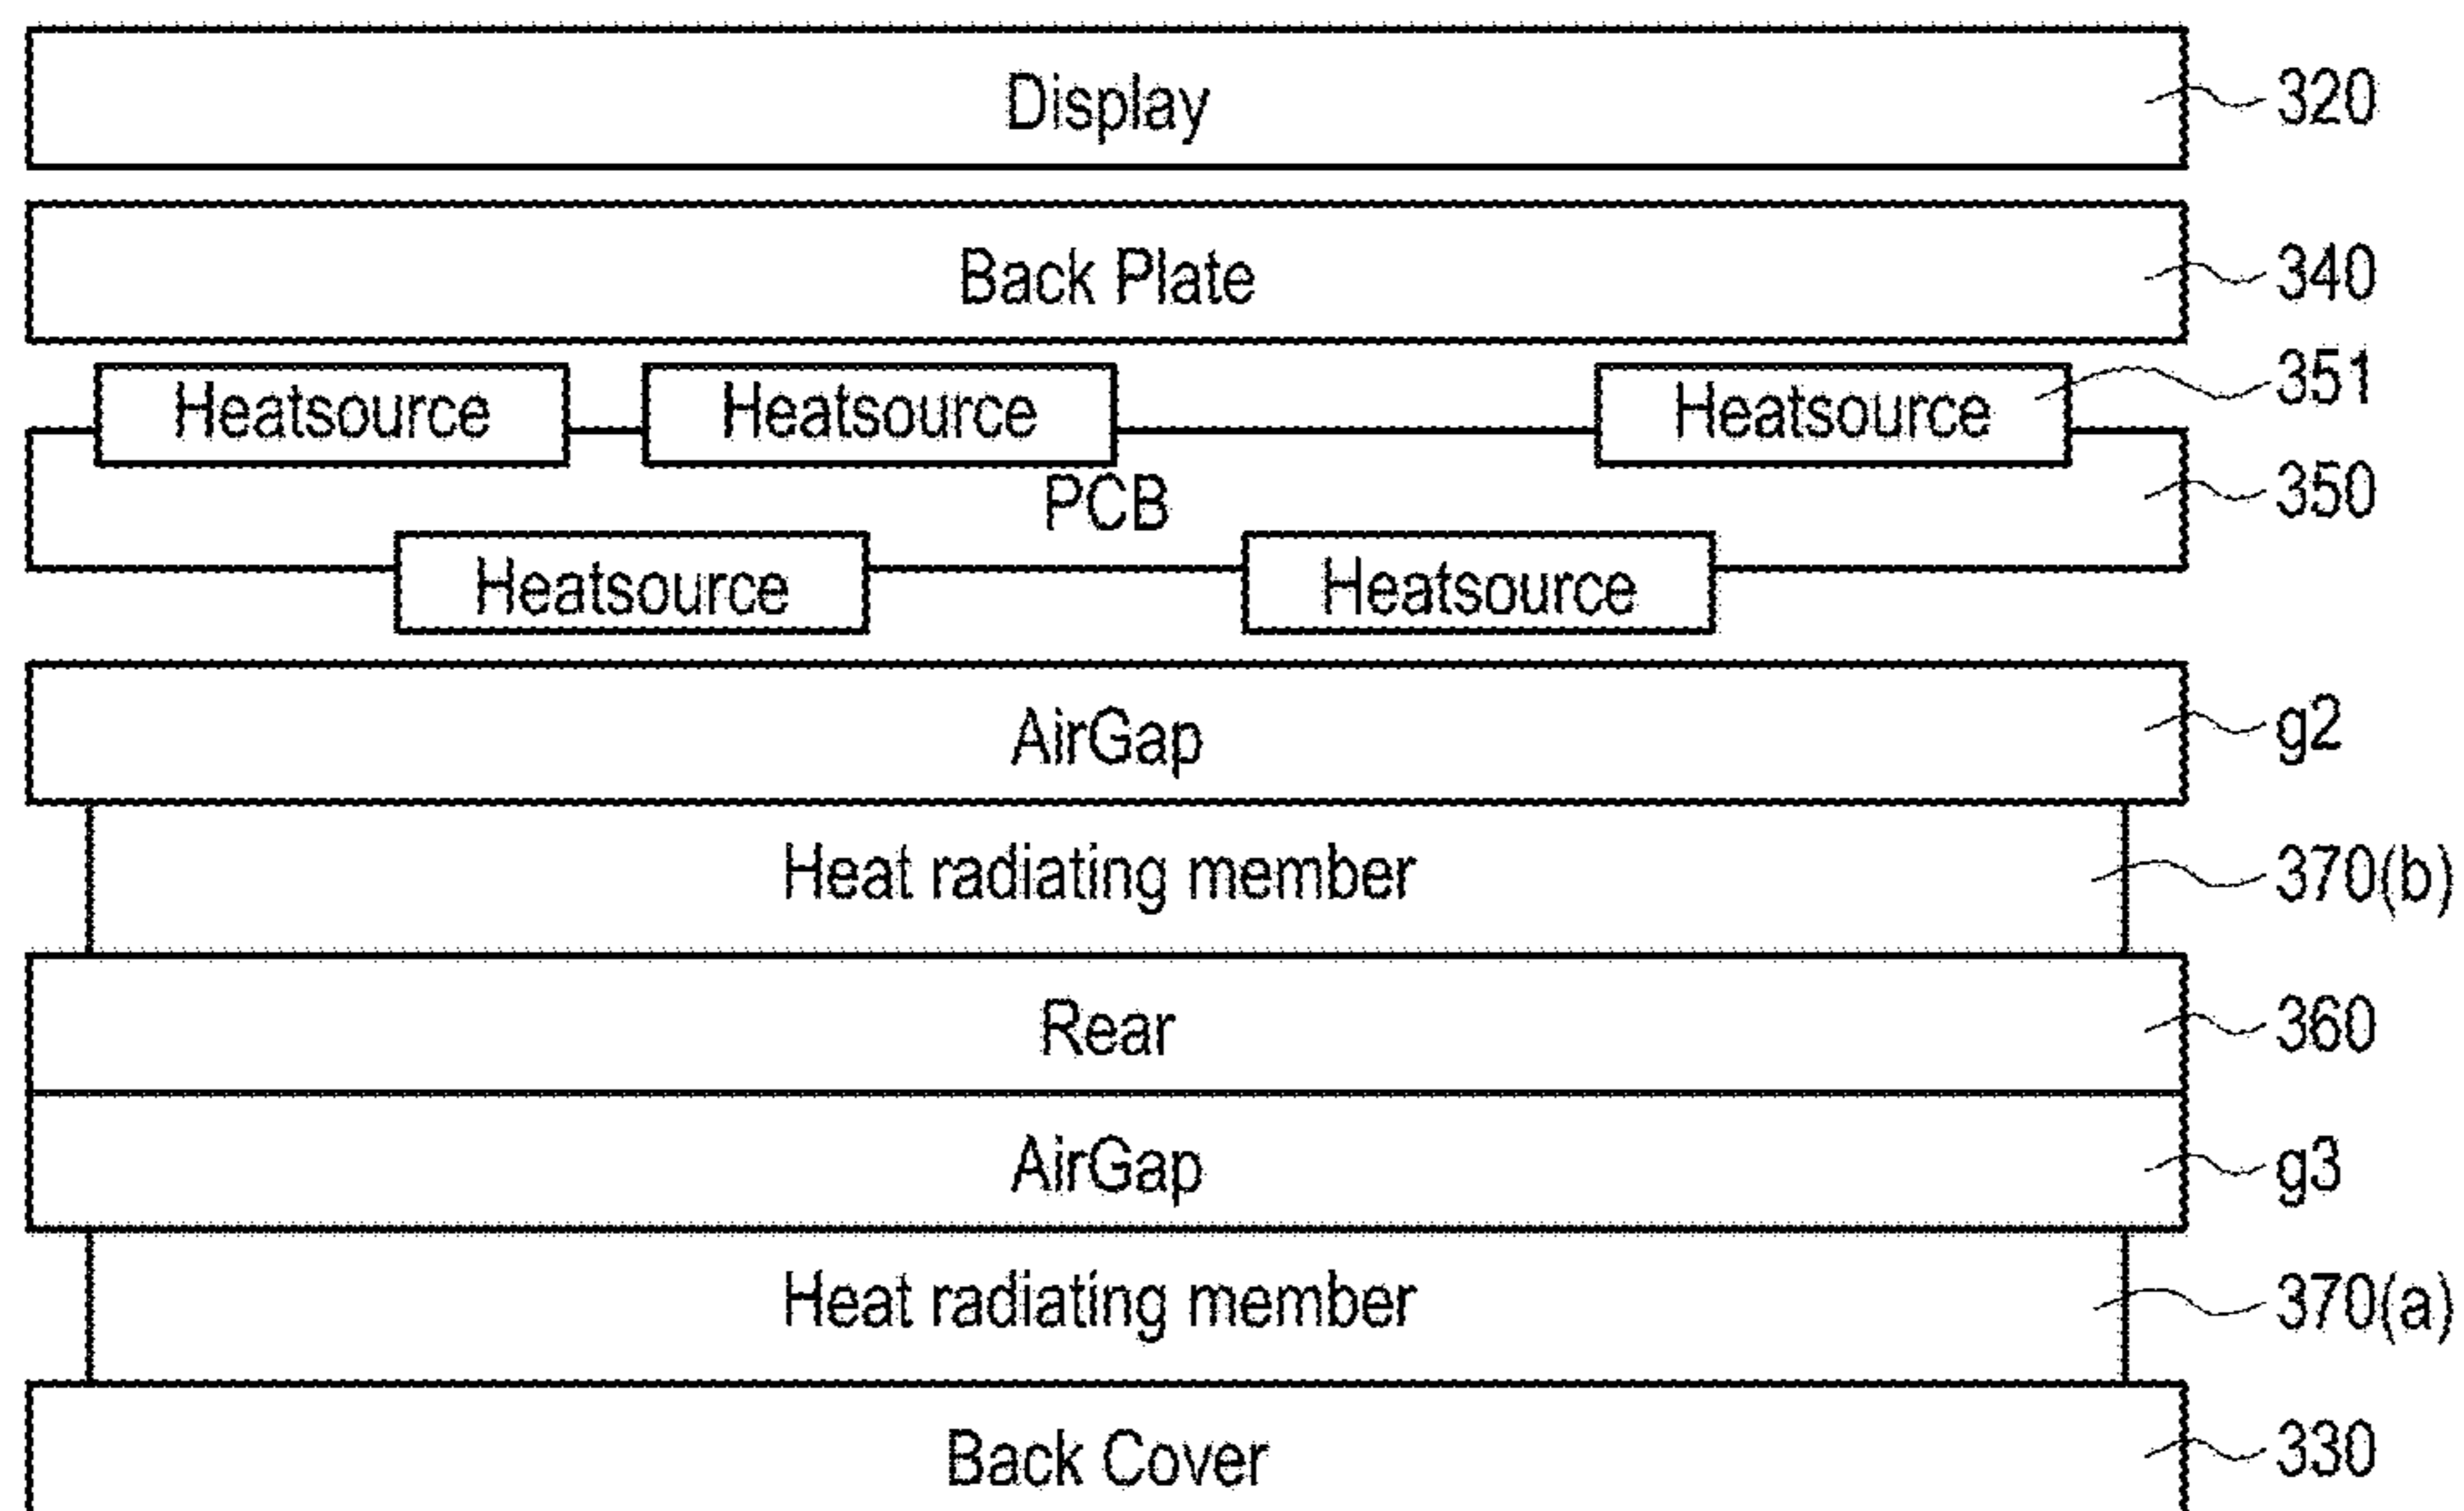 Display 320
Back Plate 340
Heatsource Heatsource Heatsource 351
PCB 350
Heatsource Heatsource
AirGap g2
Heat radiating member 370(b)
Rear 360
AirGap g3
Heat radiating member 370(a)
Back Cover 330